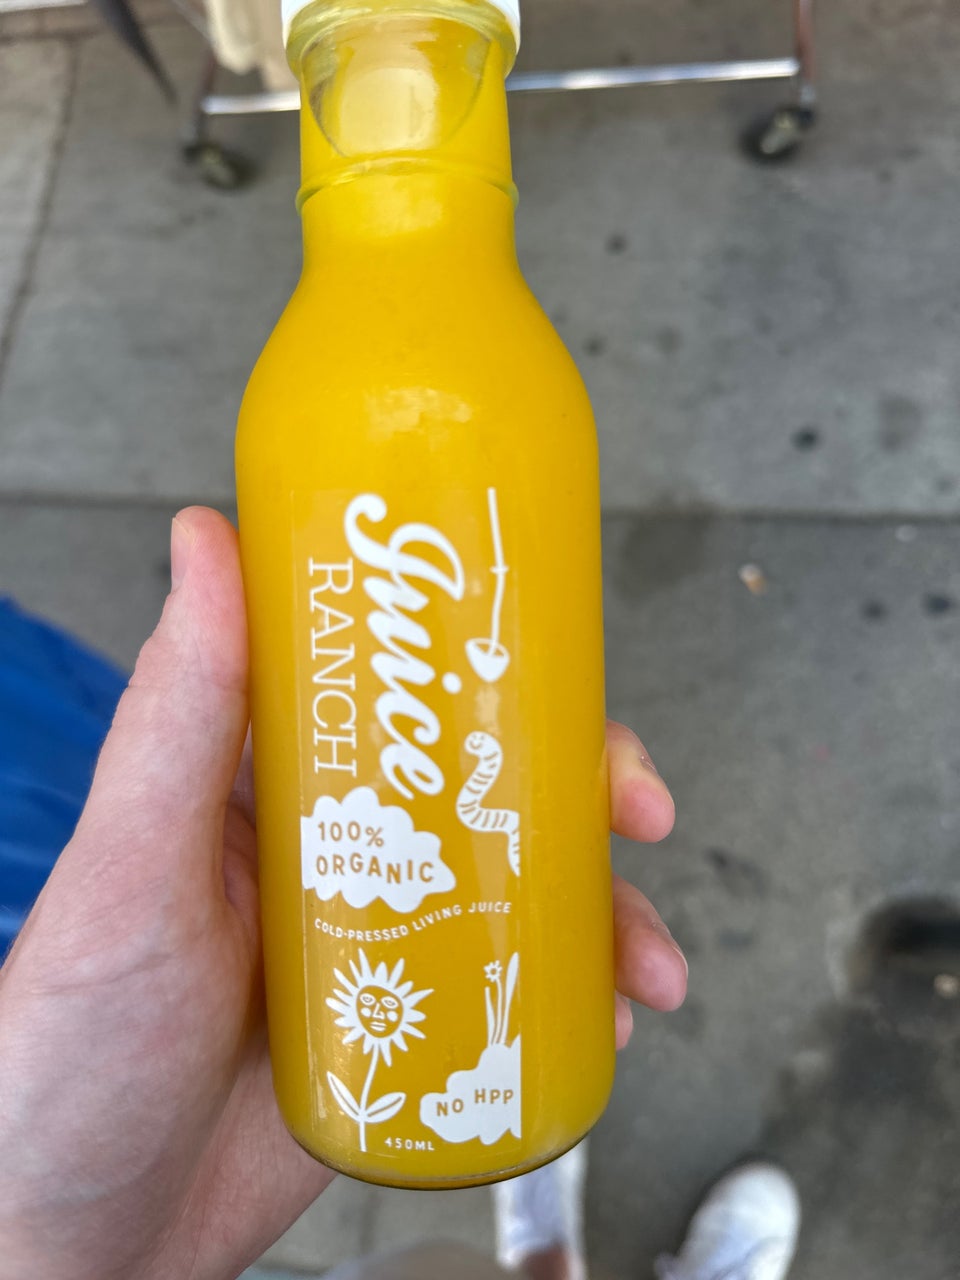 Juice
RANCH
100%
ORGANIC
COLD-PRESSED LIVING JUICE
NO HPP
450ML